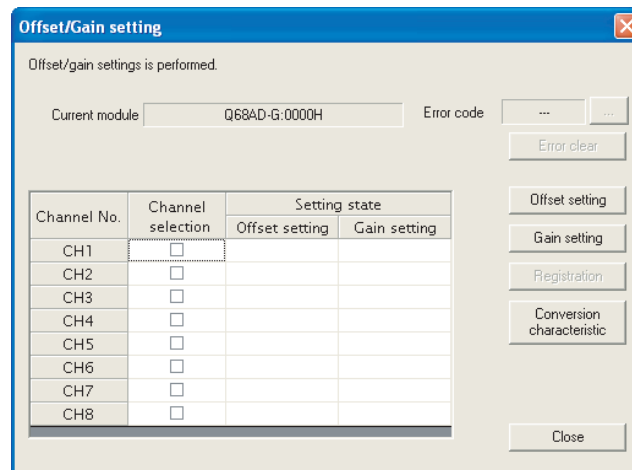 Offset/Gain setting
Offset/gain settings is performed.
Current module Q68AD-G:0000H Error code --- ...
Error clear
Channel No. Channel selection Setting state
Offset setting Gain setting
CH1
CH2
CH3
CH4
CH5
CH6
CH7
CH8
Offset setting
Gain setting
Registration
Conversion
characteristic
Close